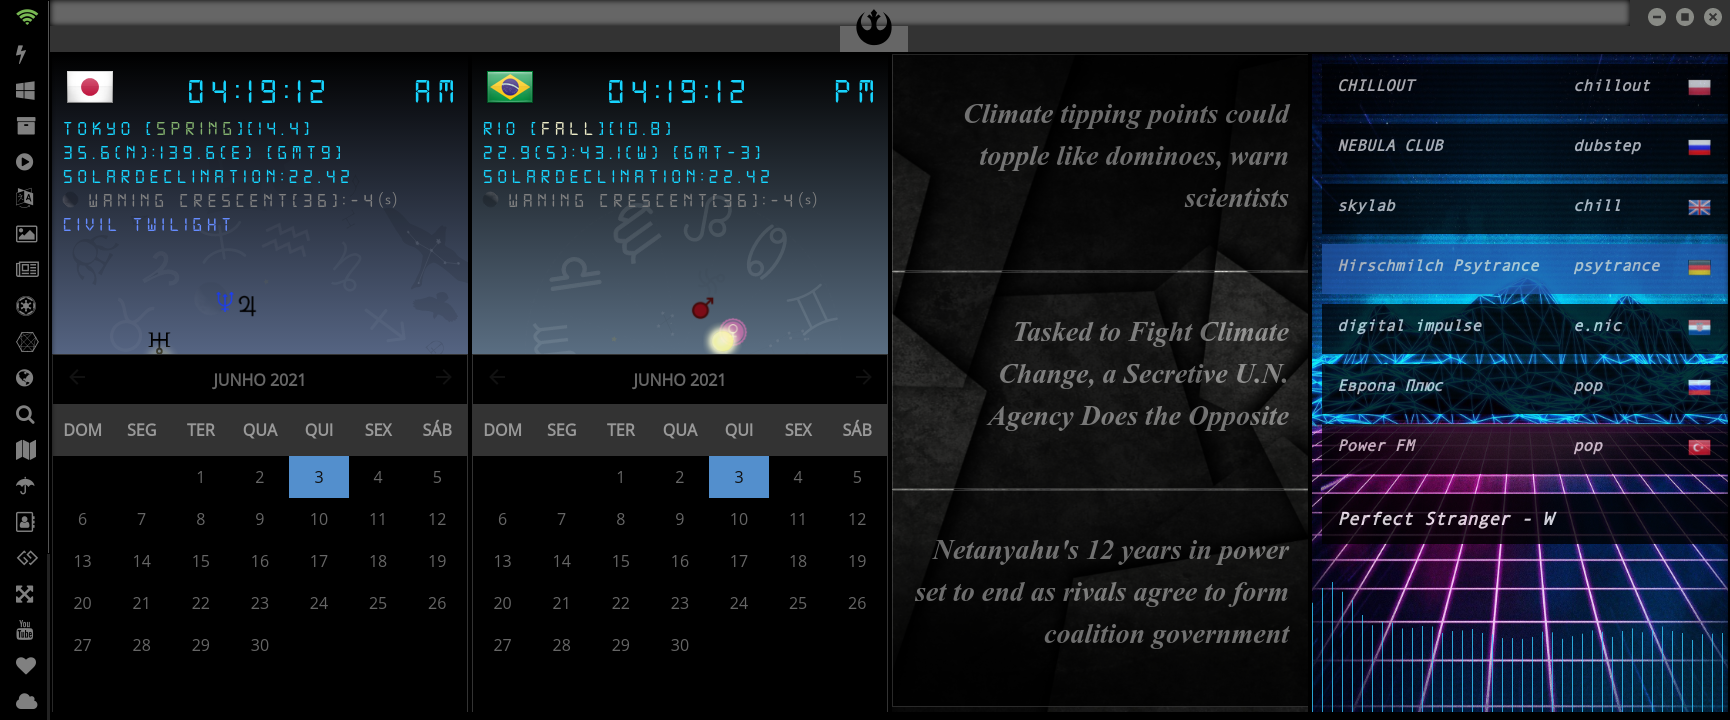 04:19:12 AM
TOKYO [SPRING][14.4]
35.6(N):139.6(E) [GMT9]
SOLARDECLINATION:22.42
WANING CRESCENT[36]:-4(s)
CIVIL TWILIGHT
JUNHO 2021
DOM SEG TER QUA QUI SEX SÁB
1 2 3 4 5
6 7 8 9 10 11 12
13 14 15 16 17 18 19
20 21 22 23 24 25 26
27 28 29 30
04:19:12 PM
RIO [FALL][10.8]
22.9(S):43.1(W) [GMT-3]
SOLARDECLINATION:22.42
WANING CRESCENT[36]:-4(s)
JUNHO 2021
DOM SEG TER QUA QUI SEX SÁB
1 2 3 4 5
6 7 8 9 10 11 12
13 14 15 16 17 18 19
20 21 22 23 24 25 26
27 28 29 30
Climate tipping points could
topple like dominoes, warn
scientists
Tasked to Fight Climate
Change, a Secretive U.N.
Agency Does the Opposite
Netanyahu's 12 years in power
set to end as rivals agree to form
coalition government
CHILLOUT chillout
NEBULA CLUB dubstep
skylab chill
Hirschmilch Psytrance psytrance
digital impulse e.nic
Европа Плюс pop
Power FM pop
Perfect Stranger - W
You
Tube